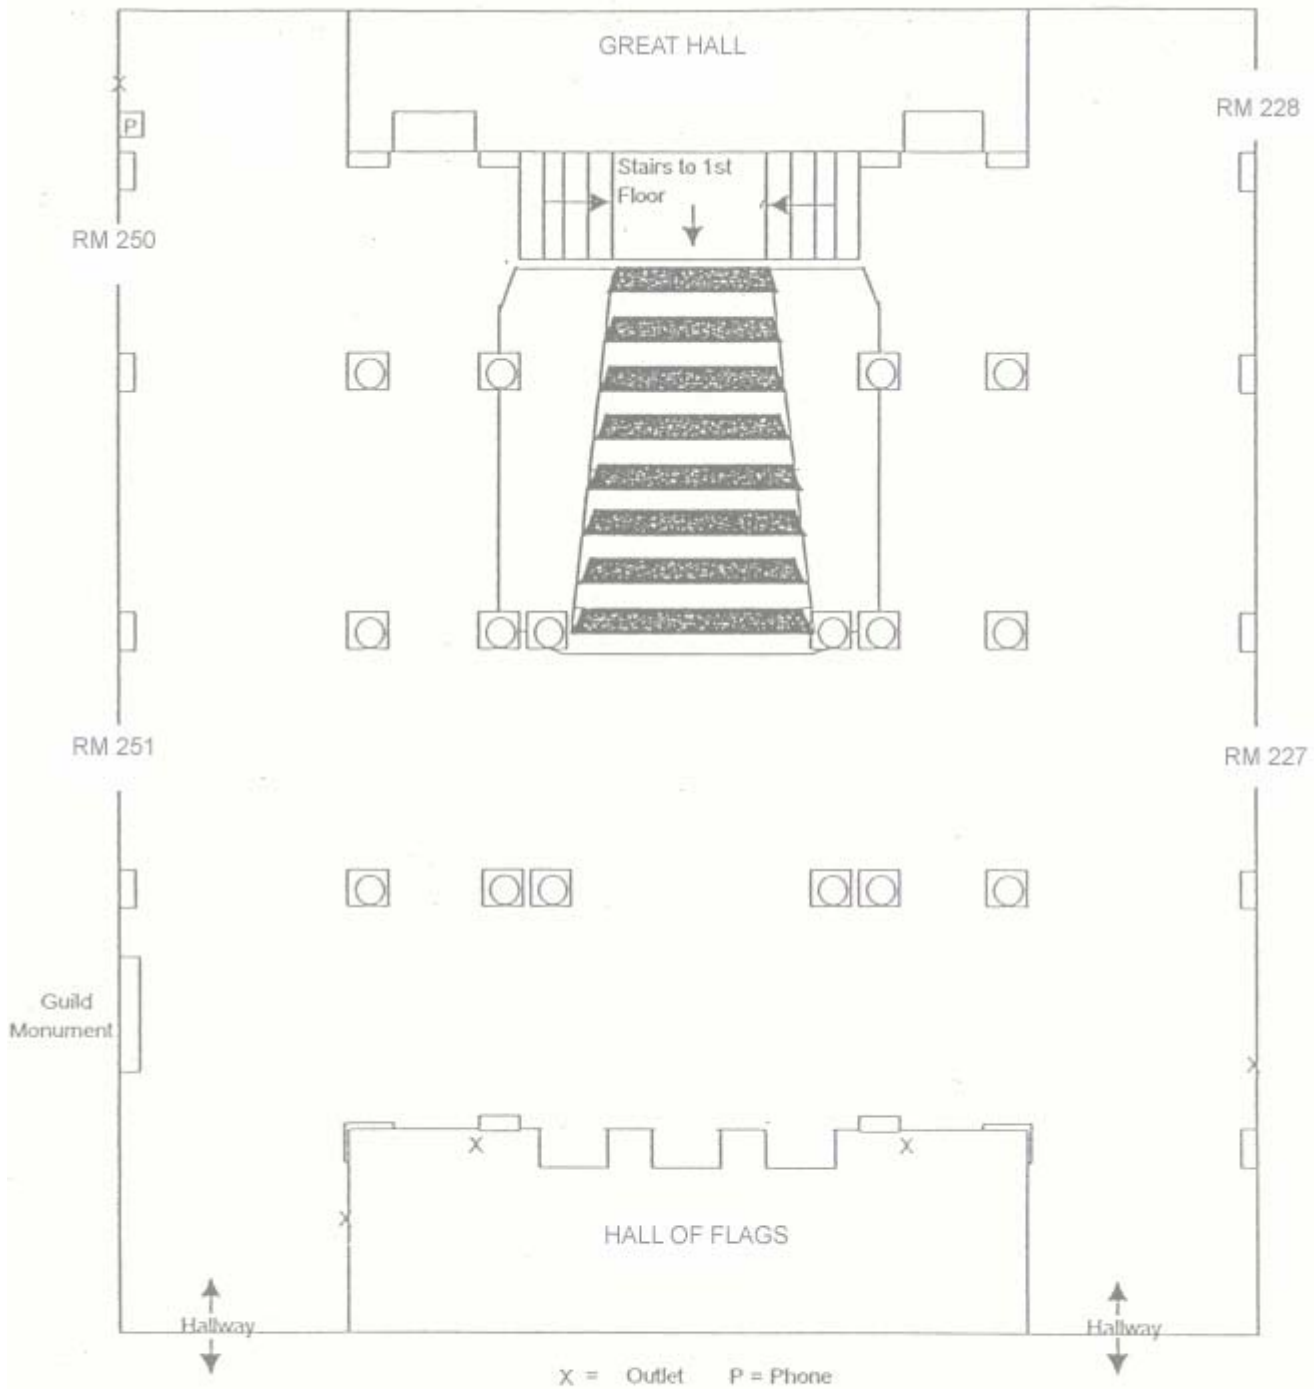 GREAT HALL
X
RM 228
P
Stairs to 1st
Floor
RM 250
RM 251
RM 227
Guild
Monument
X
X
X
X
HALL OF FLAGS
Hallway
Hallway
X = Outlet P = Phone